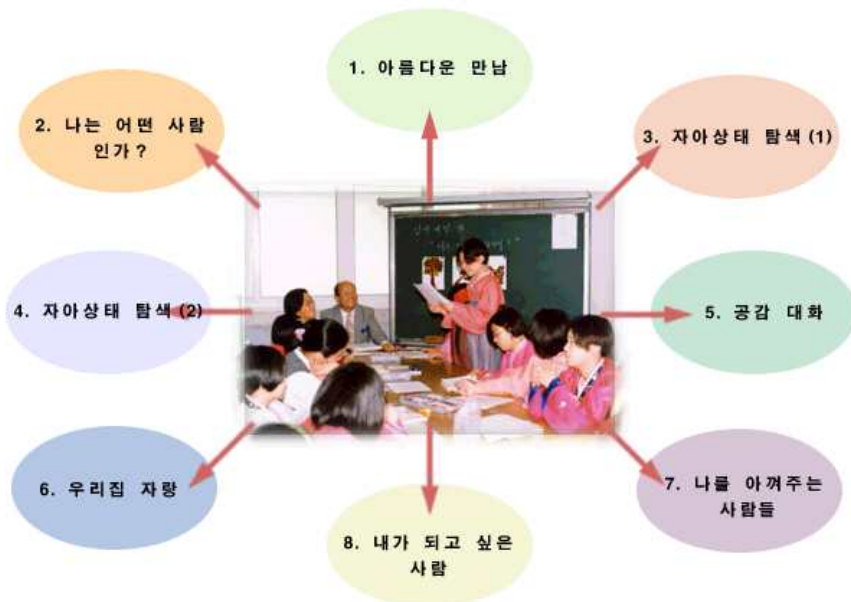 1. 아름다운 만남
2. 나는 어떤 사람
인가?
3. 자아상태 탐색(1)
4. 자아상태 탐색(2)
5. 공감 대화
6. 우리집 자랑
7. 나를 아껴주는
사람들
8. 내가 되고 싶은
사람